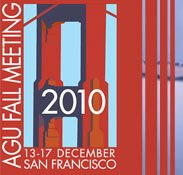 AGU FALL MEETING
2010
13-17 DECEMBER
SAN FRANCISCO